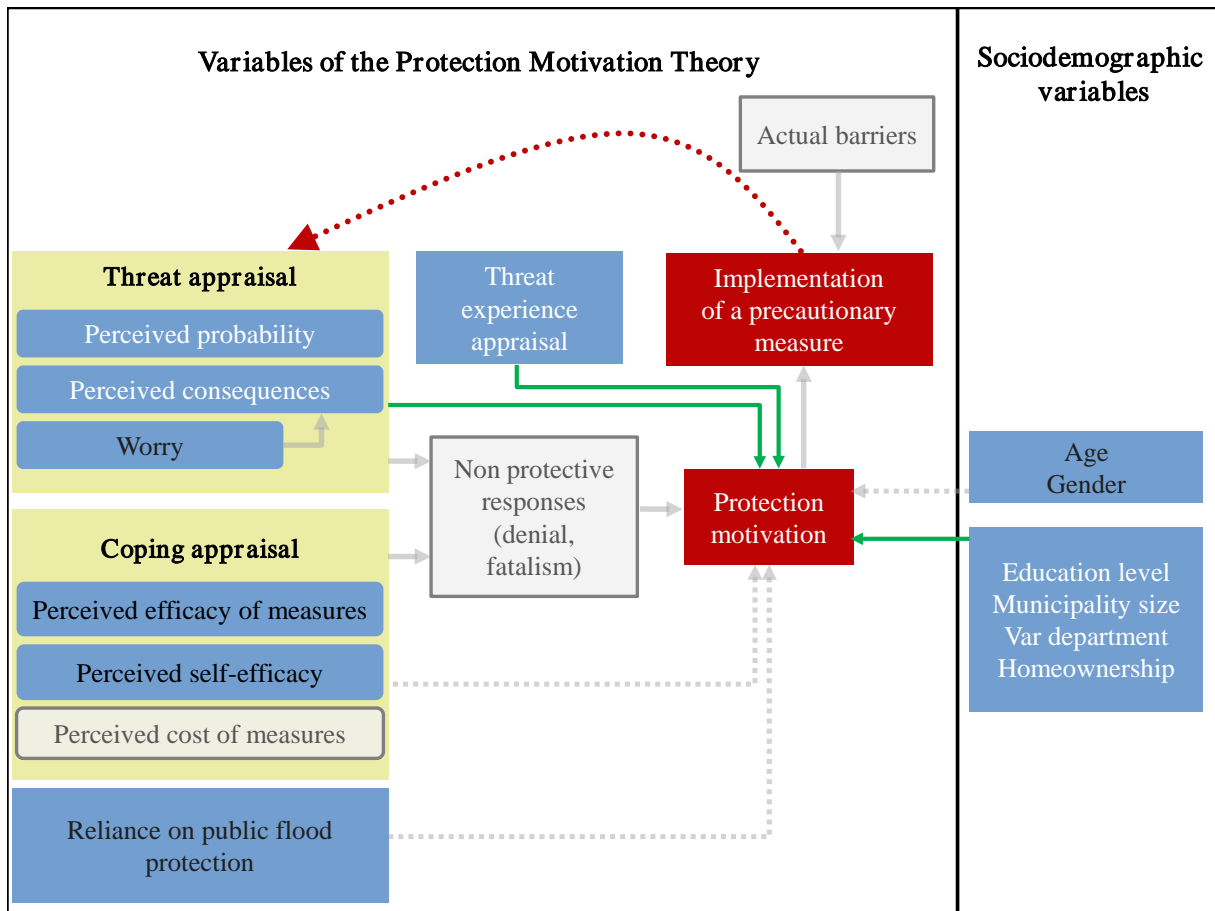 Variables of the Protection Motivation Theory
Sociodemographic
variables
Actual barriers
Threat appraisal
Perceived probability
Perceived consequences
Worry
Threat
experience
appraisal
Implementation
of a precautionary
measure
Non protective
responses
(denial,
fatalism)
Protection
motivation
Age
Gender
Coping appraisal
Perceived efficacy of measures
Perceived self-efficacy
Perceived cost of measures
Education level
Municipality size
Var department
Homeownership
Reliance on public flood
protection